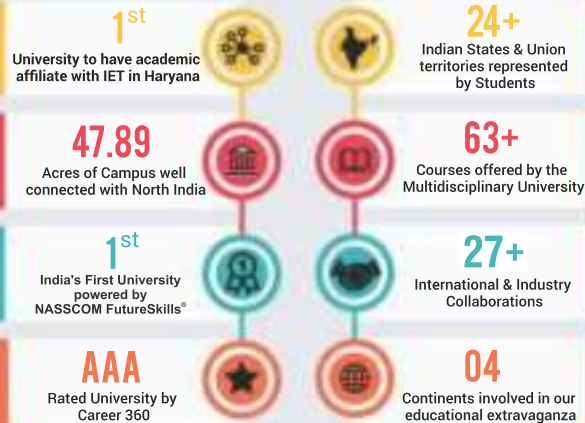 1st
University to have academic
affiliate with IET in Haryana
24+
Indian States & Union
territories represented
by Students
47.89
Acres of Campus well
connected with North India
63+
Courses offered by the
Multidisciplinary University
1st
India's First University
powered by
NASSCOM FutureSkills®
27+
International & Industry
Collaborations
AAA
Rated University by
Career 360
04
Continents involved in our
educational extravaganza